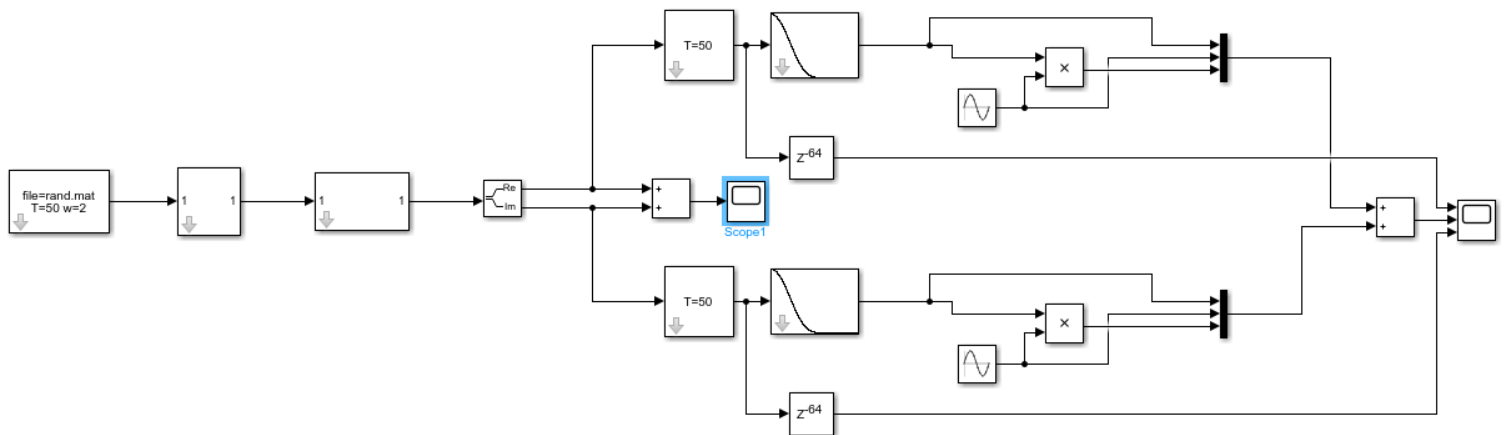 T=50
×
z-64
file=rand.mat
T=50 w=2
1 1
1 1
Re
Im
+
+
Scope1
+
+
T=50
×
z-64